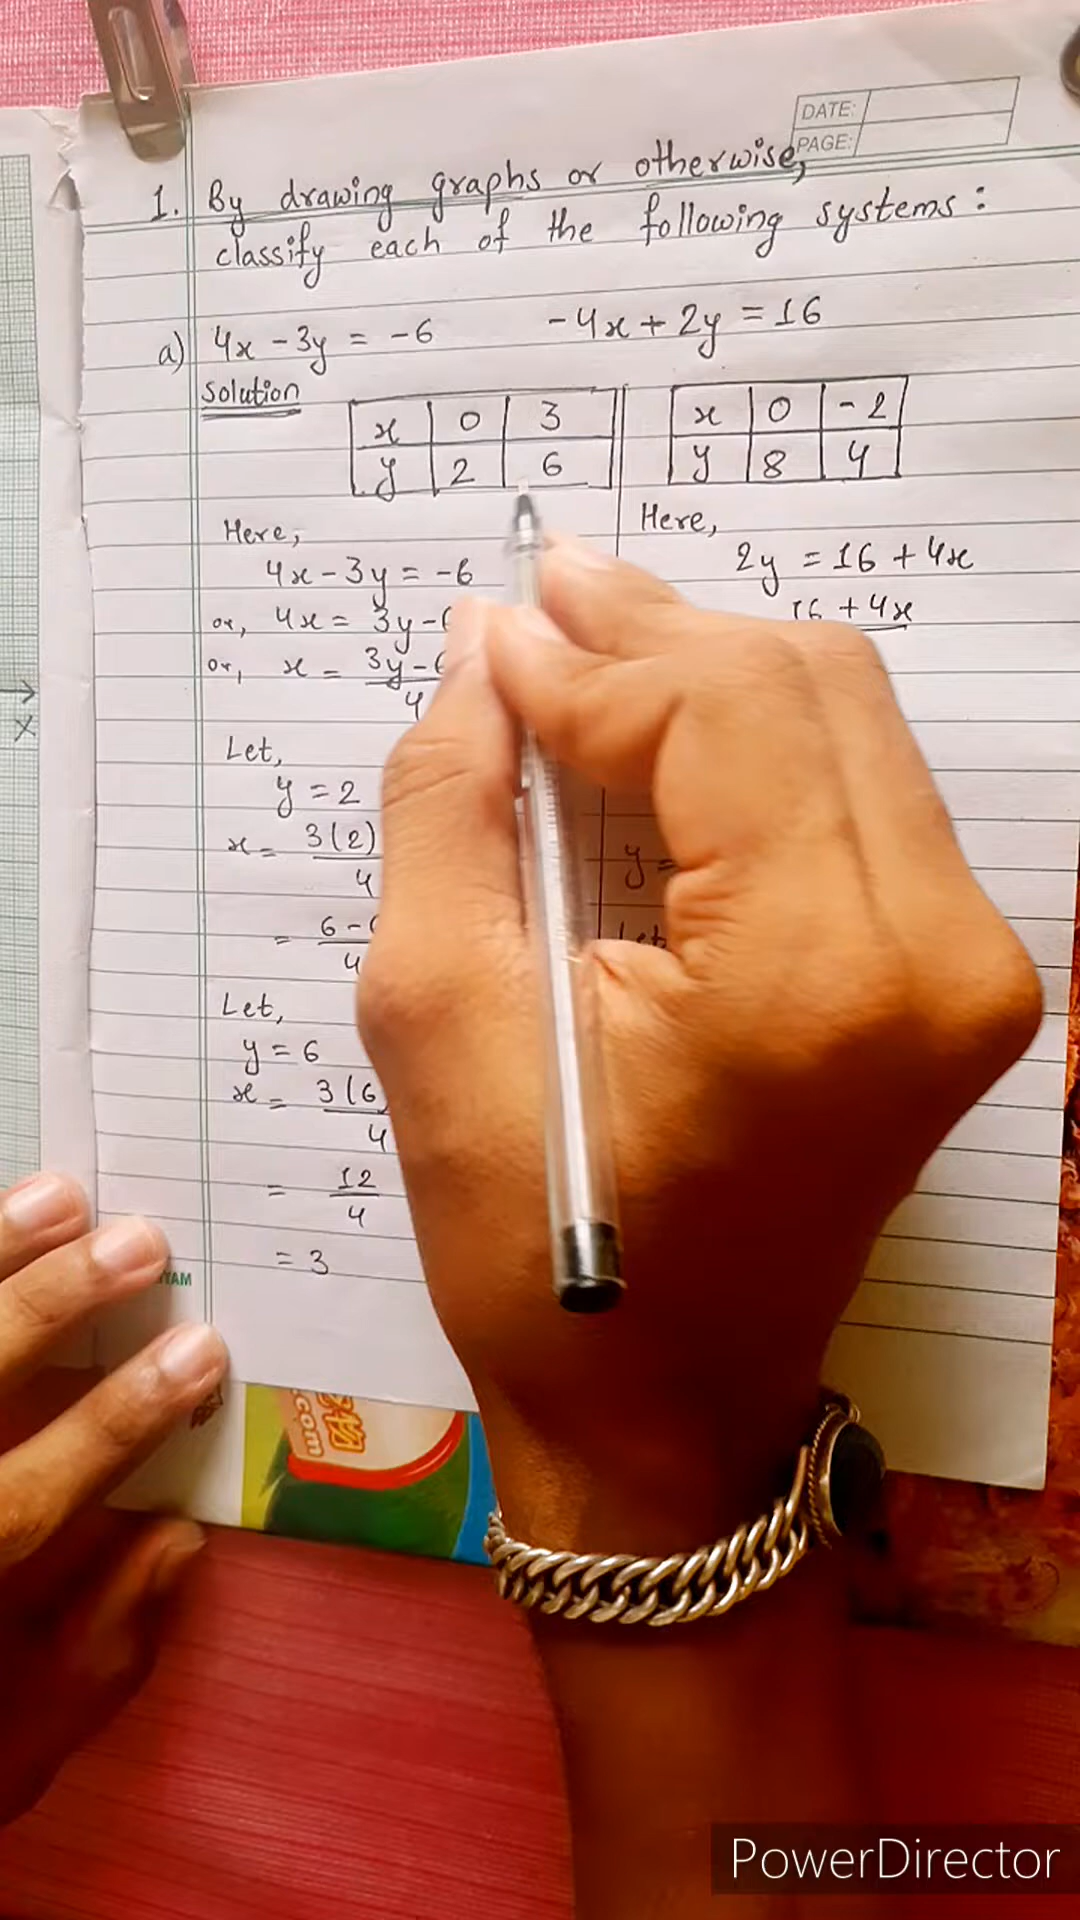 DATE:
PAGE:
1. By drawing graphs or otherwise,
classify each of the following systems:
a) 4x - 3y = -6 -4x + 2y = 16
Solution
x 0 3
y 2 6
x 0 -2
y 8 4
Here,
4x - 3y = -6
or, 4x = 3y -
or, x = 3y -
4
Let,
y = 2
x = 3(2)
4
= 6 -
4
Let,
y = 6
x = 3(6
4
= 12
4
= 3
Here,
2y = 16 + 4x
16 + 4x
y =
Let
YAM
.com
X
PowerDirector